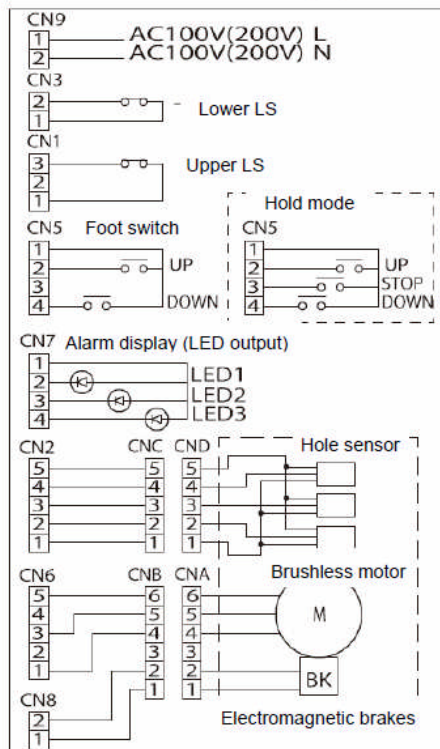 CN9
1 AC100V(200V) L
2 AC100V(200V) N
CN3
2
1
Lower LS
CN1
3
2
1
Upper LS
CN5 Foot switch
1
2 UP
3
4 DOWN
Hold mode
CN5
1
2 UP
3 STOP
4 DOWN
CN7 Alarm display (LED output)
1
2 LED1
3 LED2
4 LED3
CN2 CNC CND Hole sensor
5 5 5
4 4 4
3 3 3
2 2 2
1 1 1
Brushless motor
CN6 CNB CNA
5 6 6
4 5 5
3 4 4
2 3 3
1 2 2
1 1
M
BK
CN8
2
1
Electromagnetic brakes